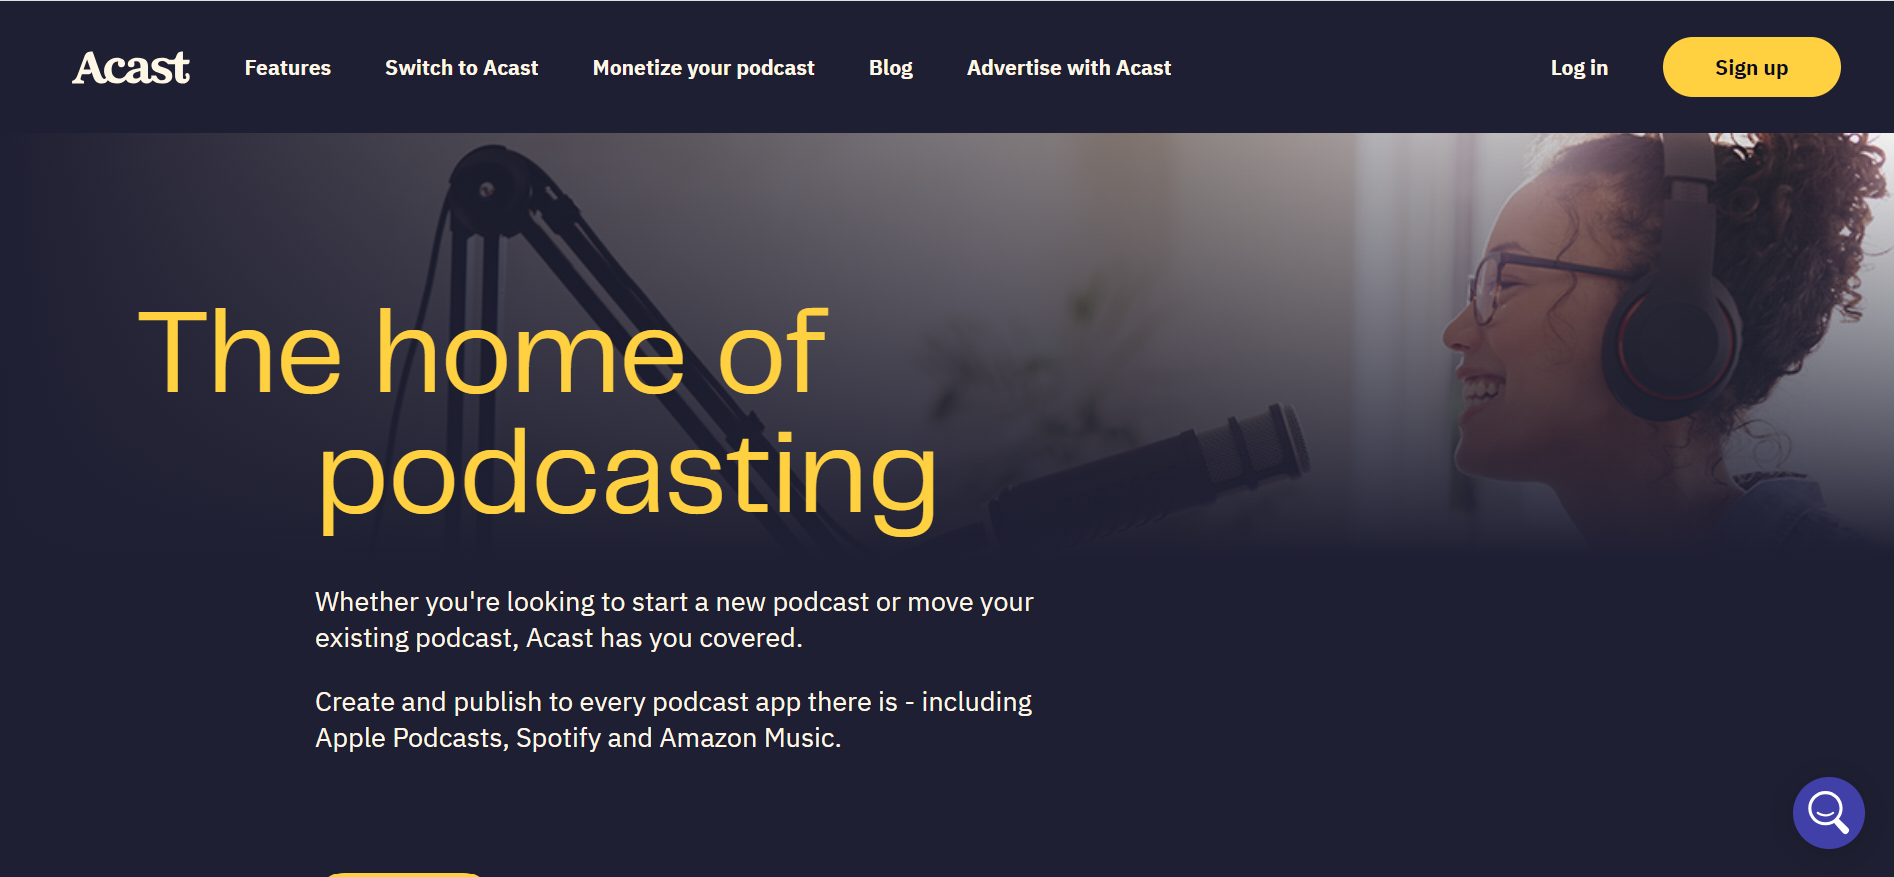 Acast
Features
Switch to Acast
Monetize your podcast
Blog
Advertise with Acast
Log in
Sign up
The home of
podcasting
Whether you're looking to start a new podcast or move your
existing podcast, Acast has you covered.
Create and publish to every podcast app there is - including
Apple Podcasts, Spotify and Amazon Music.